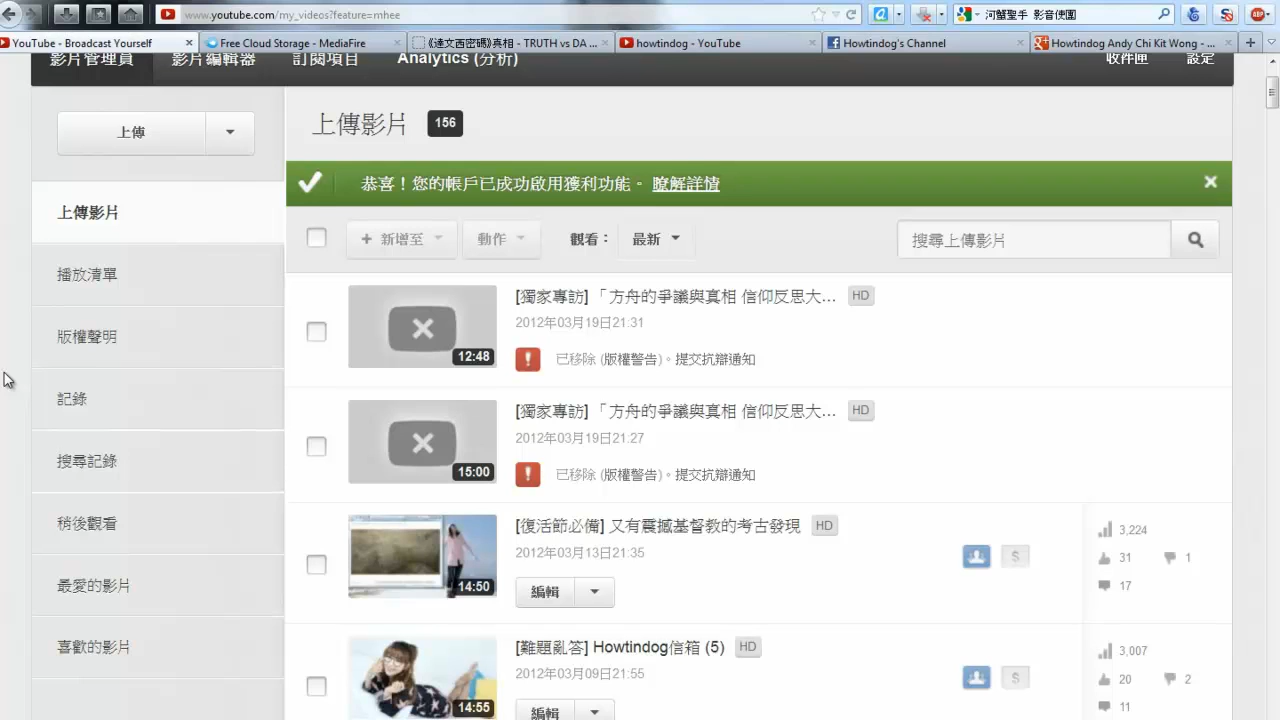 www.youtube.com/my_videos?feature=mhee
河蟹聖手 影音使團
YouTube - Broadcast Yourself
Free Cloud Storage - MediaFire
《達文西密碼》真相 - TRUTH vs DA ...
howtindog - YouTube
Howtindog's Channel
Howtindog Andy Chi Kit Wong - ...
影片管理員
影片編輯器
訂閱項目
Analytics (分析)
收件匣
設定
上傳
上傳影片
156
恭喜！您的帳戶已成功啟用獲利功能。 瞭解詳情
上傳影片
播放清單
版權聲明
記錄
搜尋記錄
稍後觀看
最愛的影片
喜歡的影片
+ 新增至
動作
觀看：
最新
搜尋上傳影片
[獨家專訪]「方舟的爭議與真相 信仰反思大... HD
2012年03月19日21:31
12:48
已移除 (版權警告)。提交抗辯通知
[獨家專訪]「方舟的爭議與真相 信仰反思大... HD
2012年03月19日21:27
15:00
已移除 (版權警告)。提交抗辯通知
[復活節必備] 又有震撼基督教的考古發現 HD
2012年03月13日21:35
14:50
編輯
$
3,224
31
1
17
[難題亂答] Howtindog信箱 (5) HD
2012年03月09日21:55
14:55
編輯
$
3,007
20
2
11